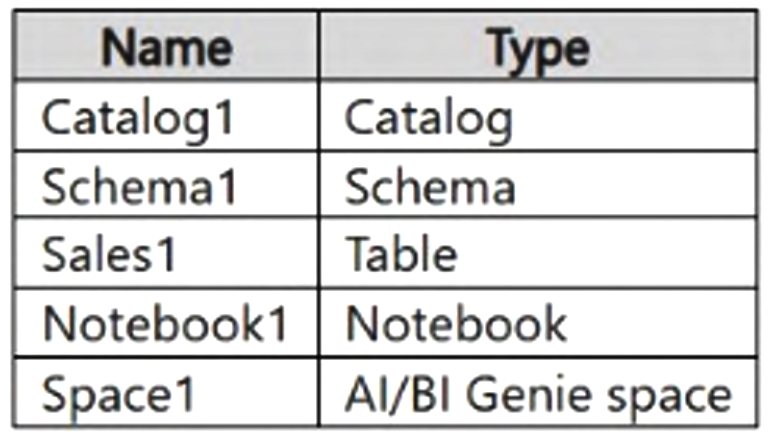 Name Type
Catalog1 Catalog
Schema1 Schema
Sales1 Table
Notebook1 Notebook
Space1 AI/BI Genie space